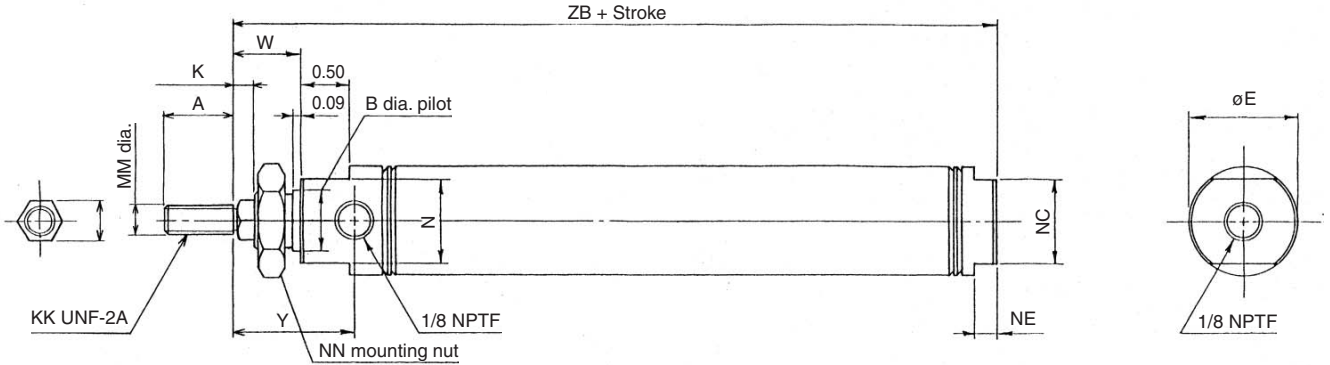 ZB + Stroke
W
K
0.50
A
0.09
B dia. pilot
øE
MM dia.
N
NC
KK UNF-2A
Y
1/8 NPTF
NE
1/8 NPTF
NN mounting nut